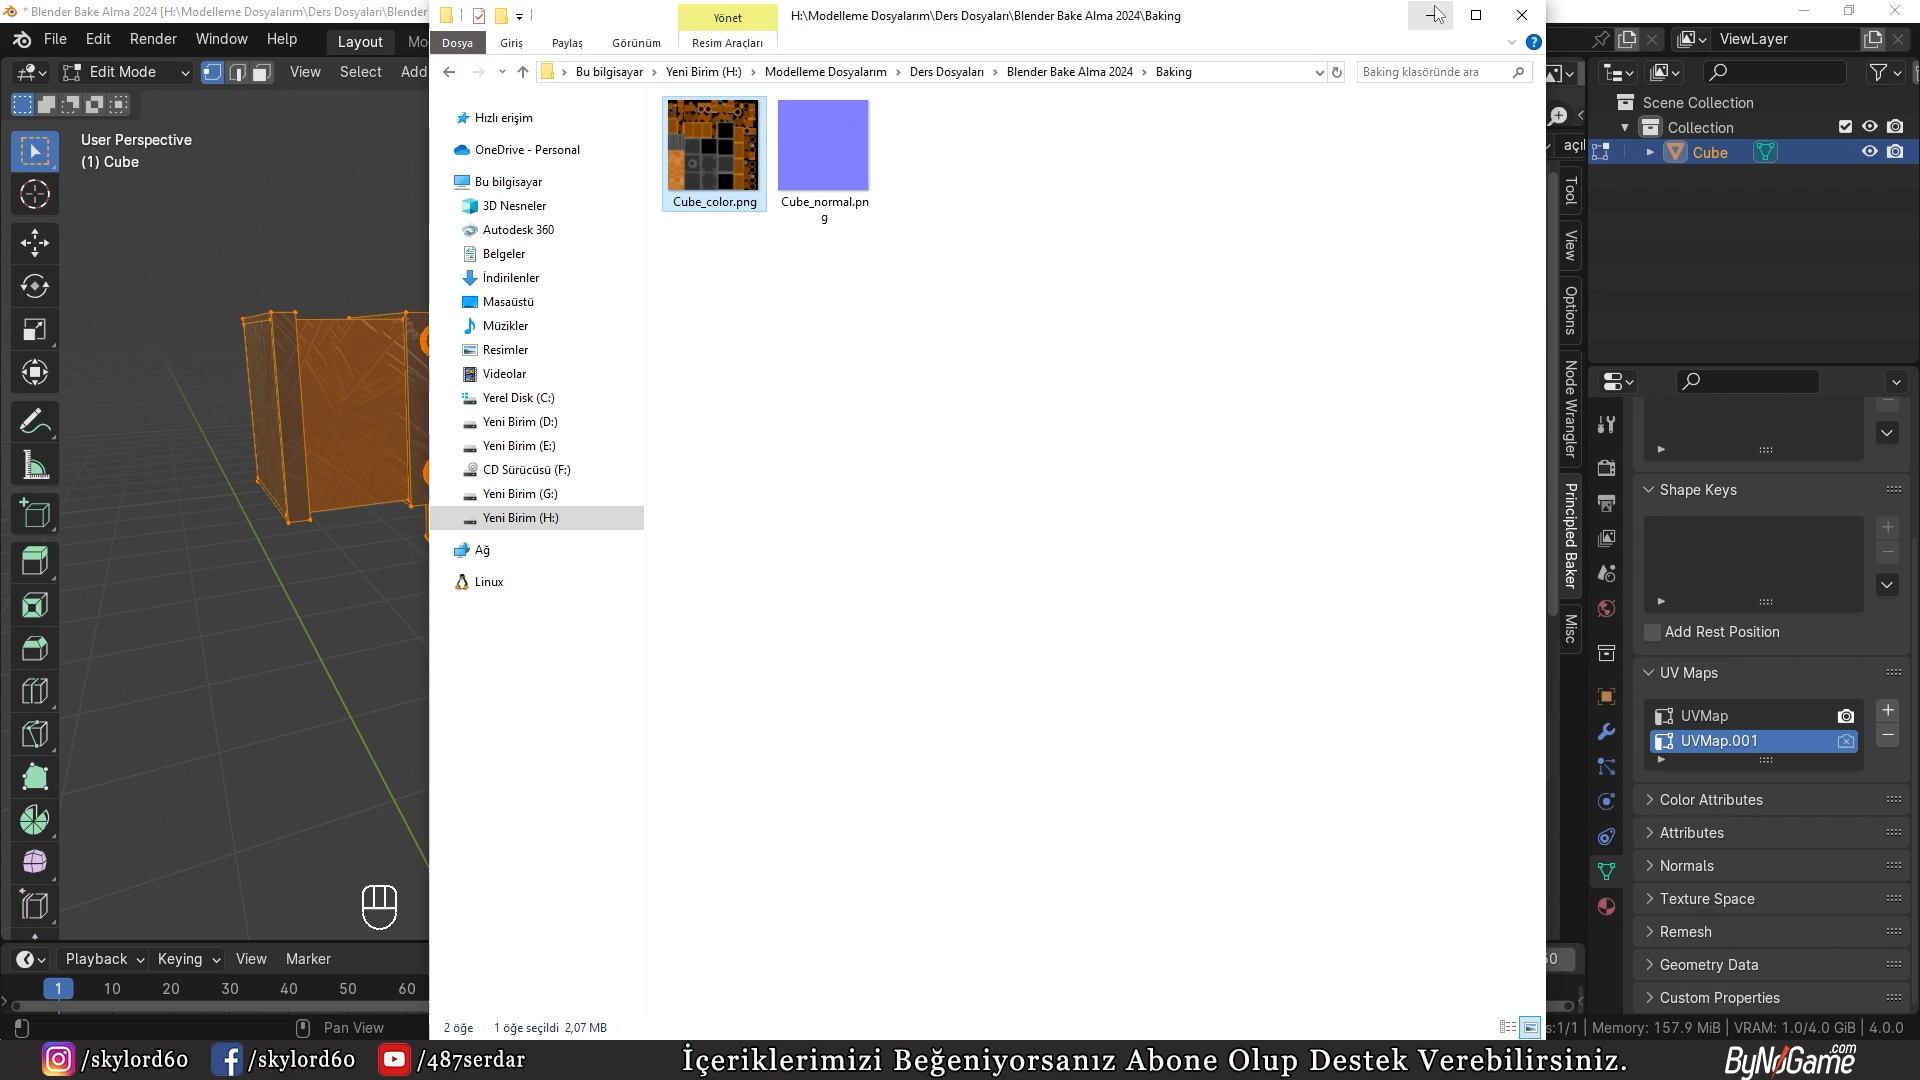 * Blender Bake Alma 2024 [H:\Modelleme Dosyalarım\Ders Dosyaları\Blender
Yönet
H:\Modelleme Dosyalarım\Ders Dosyaları\Blender Bake Alma 2024\Baking
File Edit Render Window Help Layout Mo
Dosya Giriş Paylaş Görünüm Resim Araçları
ViewLayer
Edit Mode View Select Add
Bu bilgisayar Yeni Birim (H:) Modelleme Dosyalarım Ders Dosyaları Blender Bake Alma 2024 Baking
Baking klasöründe ara
User Perspective
(1) Cube
Hızlı erişim
OneDrive - Personal
Bu bilgisayar
3D Nesneler
Autodesk 360
Belgeler
İndirilenler
Masaüstü
Müzikler
Resimler
Videolar
Yerel Disk (C:)
Yeni Birim (D:)
Yeni Birim (E:)
CD Sürücüsü (F:)
Yeni Birim (G:)
Yeni Birim (H:)
Ağ
Linux
Cube_color.png
Cube_normal.pn
g
açıl
Tool
View
Options
Node Wrangler
Principled Baker
Misc
Scene Collection
Collection
Cube
Shape Keys
Add Rest Position
UV Maps
UVMap
UVMap.001
Color Attributes
Attributes
Normals
Texture Space
Remesh
Geometry Data
Custom Properties
Playback Keying View Marker
1 10 20 30 40 50 60
Pan View
2 öğe 1 öğe seçildi 2,07 MB
s:1/1 | Memory: 157.9 MiB | VRAM: 1.0/4.0 GiB | 4.0.0
/skylord60 /skylord60 /487serdar
İçeriklerimizi Beğeniyorsanız Abone Olup Destek Verebilirsiniz.
ByNoGame.com